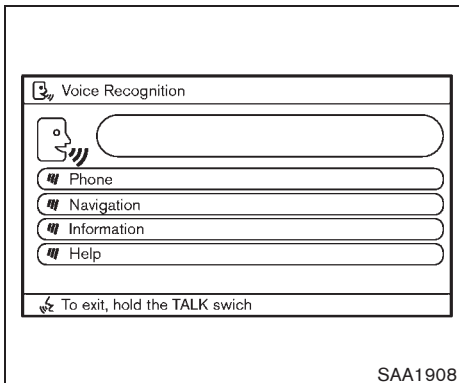 Voice Recognition
Phone
Navigation
Information
Help
To exit, hold the TALK swich
SAA1908